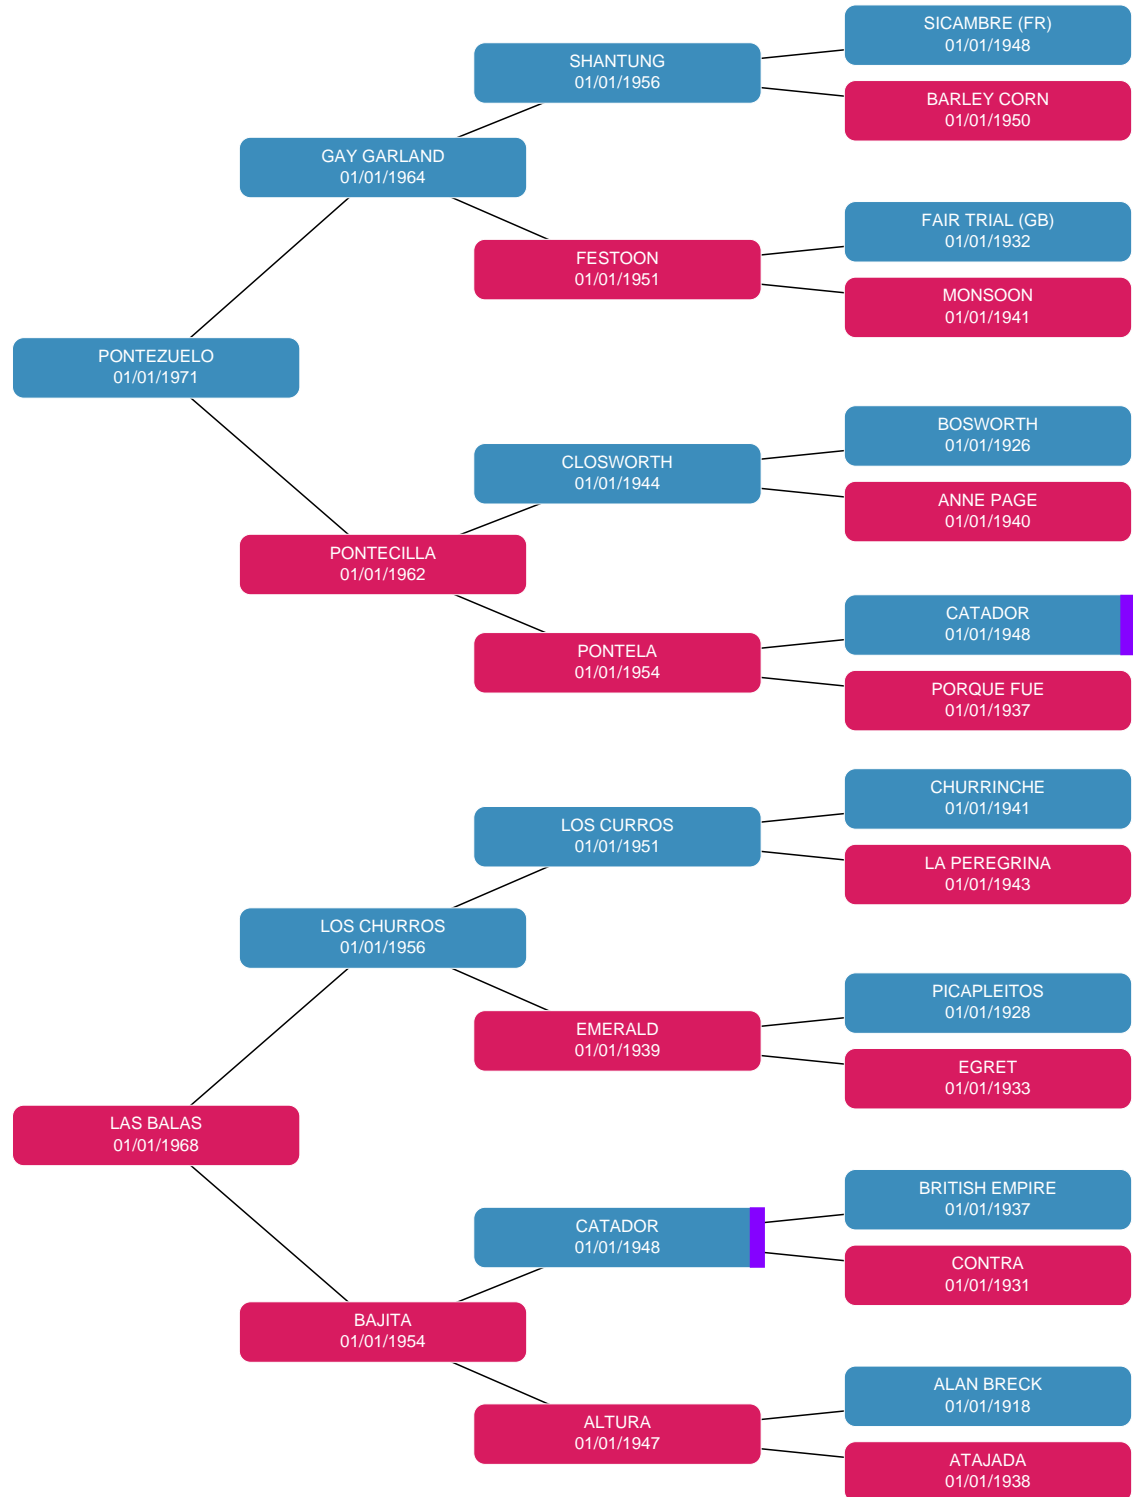 SICAMBRE (FR)
01/01/1948
SHANTUNG
01/01/1956
BARLEY CORN
01/01/1950
GAY GARLAND
01/01/1964
FAIR TRIAL (GB)
01/01/1932
FESTOON
01/01/1951
MONSOON
01/01/1941
PONTEZUELO
01/01/1971
BOSWORTH
01/01/1926
CLOSWORTH
01/01/1944
ANNE PAGE
01/01/1940
PONTECILLA
01/01/1962
CATADOR
01/01/1948
PONTELA
01/01/1954
PORQUE FUE
01/01/1937
CHURRINCHE
01/01/1941
LOS CURROS
01/01/1951
LA PEREGRINA
01/01/1943
LOS CHURROS
01/01/1956
PICAPLEITOS
01/01/1928
EMERALD
01/01/1939
EGRET
01/01/1933
LAS BALAS
01/01/1968
BRITISH EMPIRE
01/01/1937
CATADOR
01/01/1948
CONTRA
01/01/1931
BAJITA
01/01/1954
ALAN BRECK
01/01/1918
ALTURA
01/01/1947
ATAJADA
01/01/1938